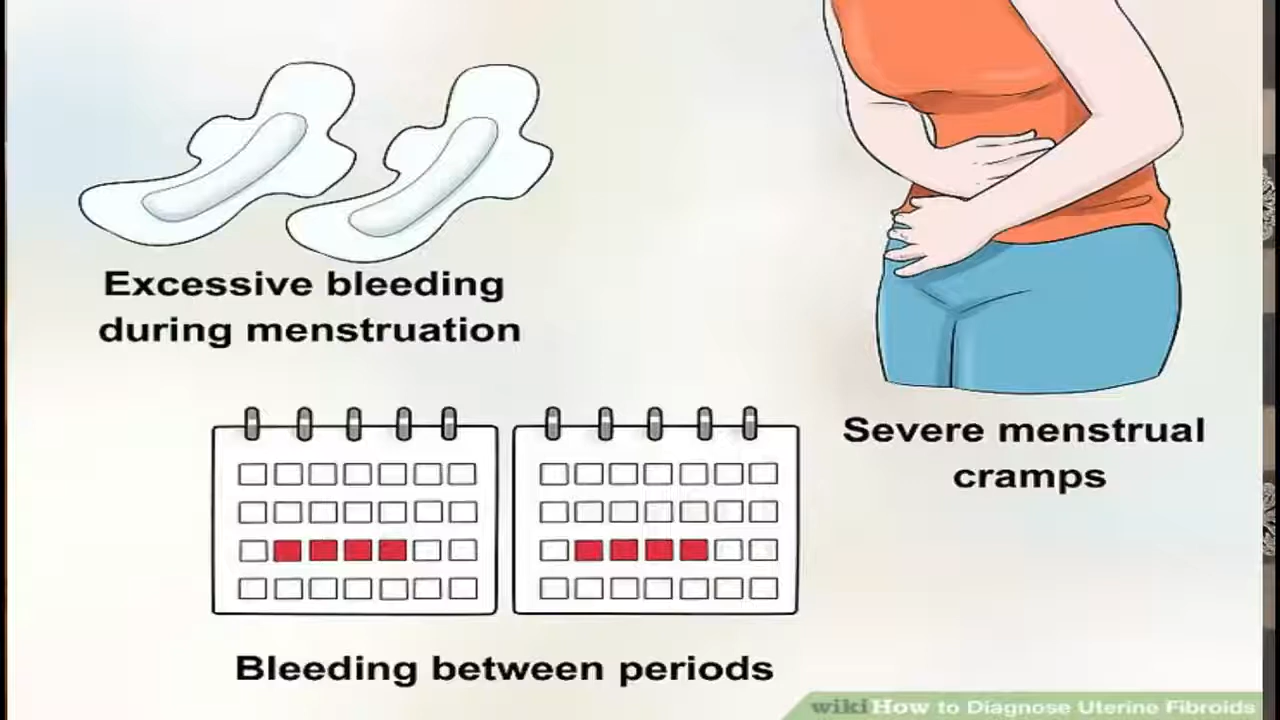 Excessive bleeding
during menstruation
Severe menstrual
cramps
Bleeding between periods
wikiHow to Diagnose Uterine Fibroids